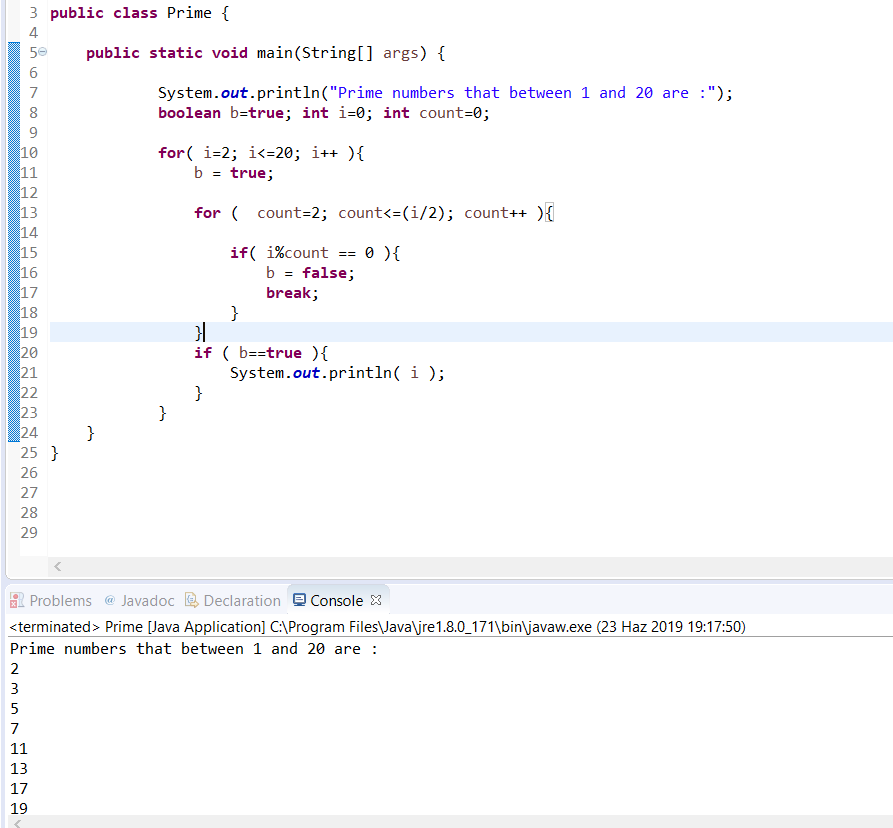 3 public class Prime {
4
5 public static void main(String[] args) {
6
7 System.out.println("Prime numbers that between 1 and 20 are :");
8 boolean b=true; int i=0; int count=0;
9
10 for( i=2; i<=20; i++ ){
11 b = true;
12
13 for (  count=2; count<=(i/2); count++ ){
14
15 if( i%count == 0 ){
16 b = false;
17 break;
18 }
19 }
20 if ( b==true ){
21 System.out.println( i );
22 }
23 }
24 }
25 }
26
27
28
29
Problems @ Javadoc Declaration Console
<terminated> Prime [Java Application] C:\Program Files\Java\jre1.8.0_171\bin\javaw.exe (23 Haz 2019 19:17:50)
Prime numbers that between 1 and 20 are :
2
3
5
7
11
13
17
19